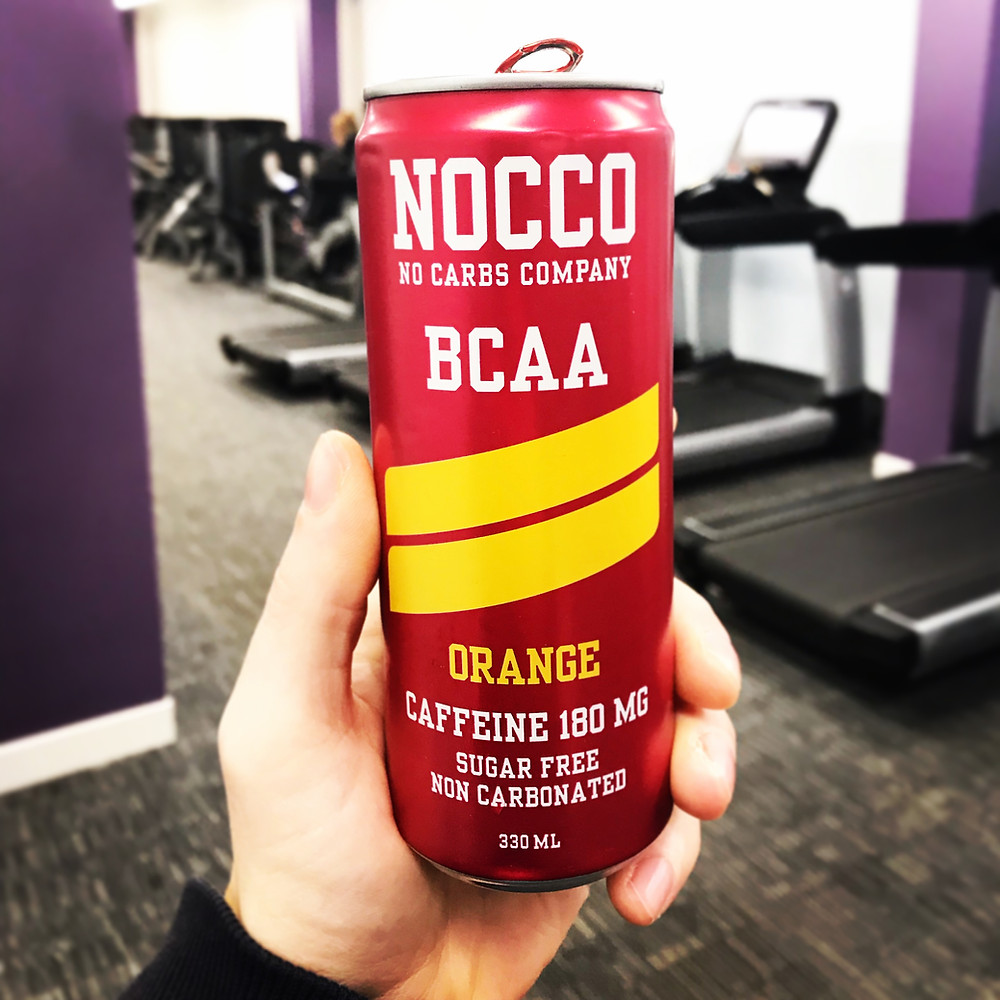 NOCCO
NO CARBS COMPANY
BCAA
ORANGE
CAFFEINE 180 MG
SUGAR FREE
NON CARBONATED
330 ML